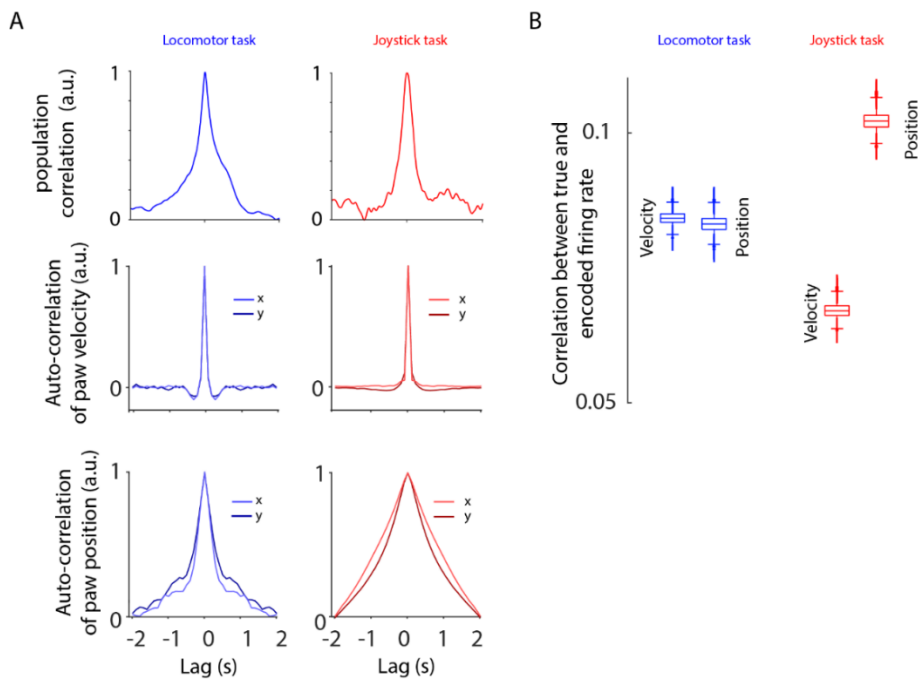 A
Locomotor task
Joystick task
population
correlation (a.u.)
1
0
1
0
Auto-correlation
of paw velocity (a.u.)
1
0
x
y
1
0
x
y
Auto-correlation
of paw position (a.u.)
1
0
x
y
1
0
x
y
-2 -1 0 1 2
Lag (s)
-2 -1 0 1 2
Lag (s)
B
Locomotor task
Joystick task
Correlation between true and
encoded firing rate
0.1
0.05
Velocity
Position
Velocity
Position